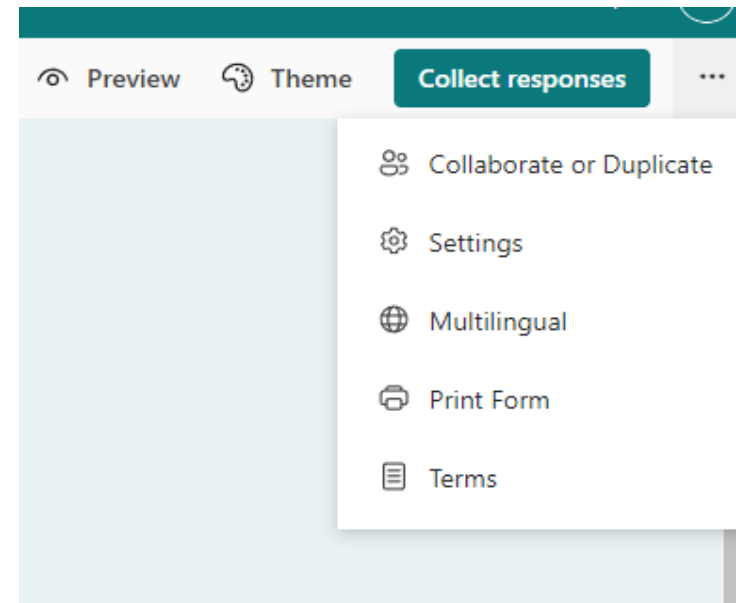 Preview Theme Collect responses ...
Collaborate or Duplicate
Settings
Multilingual
Print Form
Terms